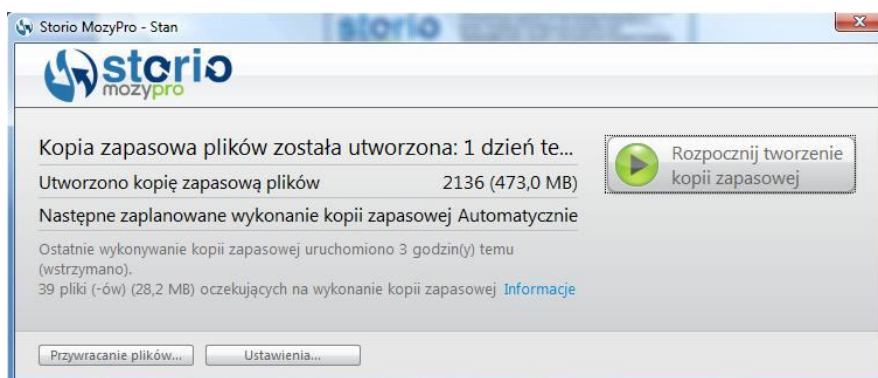 Storio MozyPro - Stan
storio
storio
mozypro
Kopia zapasowa plików została utworzona: 1 dzień te...
Rozpocznij tworzenie
kopii zapasowej
Utworzono kopię zapasową plików 2136 (473,0 MB)
Następne zaplanowane wykonanie kopii zapasowej Automatycznie
Ostatnie wykonywanie kopii zapasowej uruchomiono 3 godzin(y) temu
(wstrzymano).
39 pliki (-ów) (28,2 MB) oczekujących na wykonanie kopii zapasowej Informacje
Przywracanie plików...
Ustawienia...